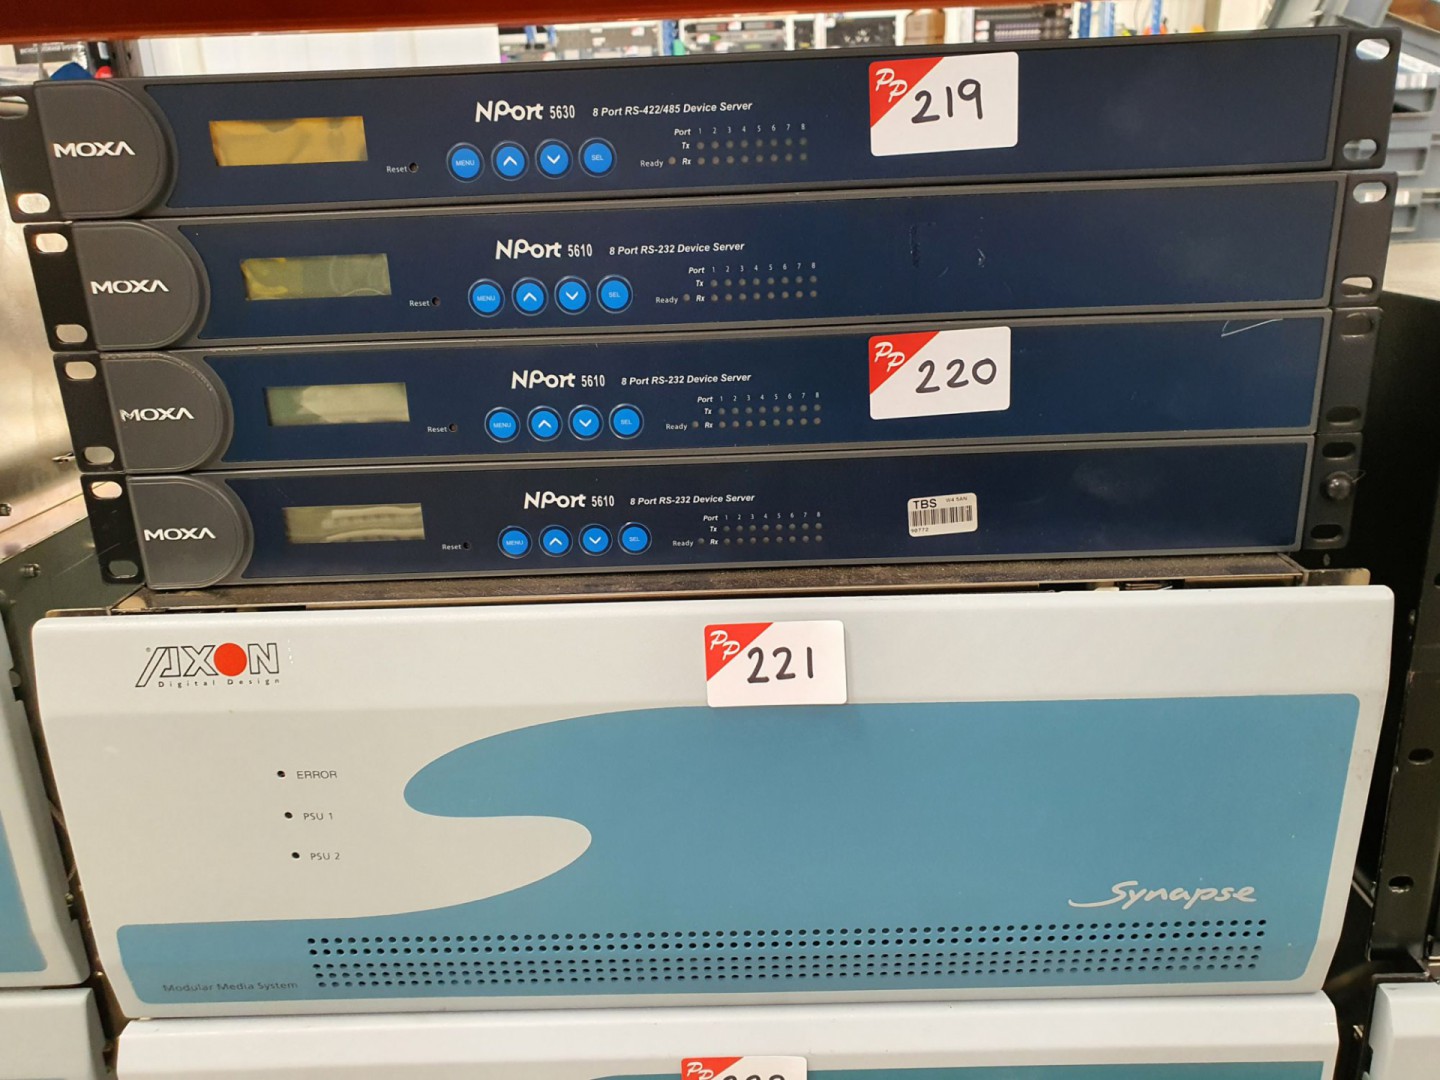 MOXA
NPort 5630 8 Port RS-422/485 Device Server
PP 219
Reset
MENU SEL
Port 1 2 3 4 5 6 7 8
Tx
Ready Rx
MOXA
NPort 5610 8 Port RS-232 Device Server
Reset
MENU SEL
Port 1 2 3 4 5 6 7 8
Tx
Ready Rx
MOXA
NPort 5610 8 Port RS-232 Device Server
PP 220
Reset
MENU SEL
Port 1 2 3 4 5 6 7 8
Tx
Ready Rx
MOXA
NPort 5610 8 Port RS-232 Device Server
TBS
Reset
MENU SEL
Port 1 2 3 4 5 6 7 8
Tx
Ready Rx
AXON
Digital Design
PP 221
ERROR
PSU 1
PSU 2
Synapse
Modular Media System
PP